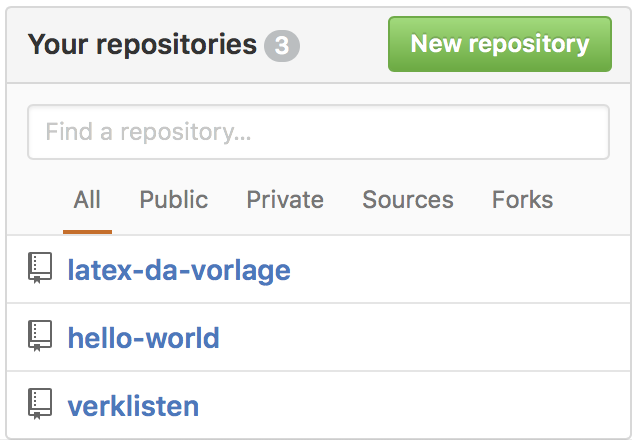 Your repositories 3 New repository
Find a repository...
All Public Private Sources Forks
latex-da-vorlage
hello-world
verklisten